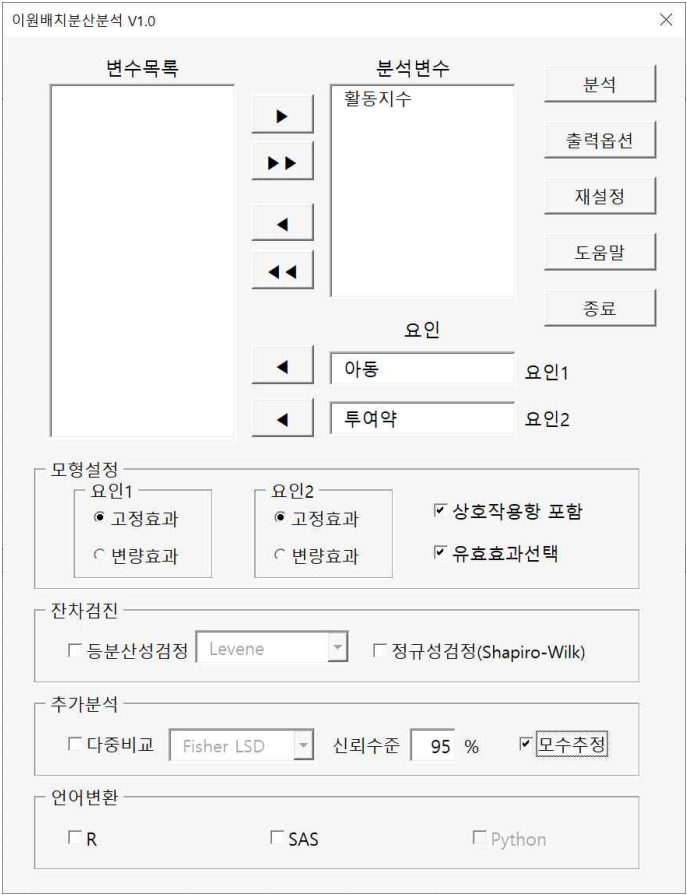 이원배치분산분석 V1.0
변수목록
분석변수
활동지수
분석
출력옵션
재설정
도움말
종료
요인
아동
요인1
투여약
요인2
모형설정
요인1
요인2
고정효과
고정효과
상호작용항 포함
변량효과
변량효과
유효효과선택
잔차검진
등분산성검정
Levene
정규성검정(Shapiro-Wilk)
추가분석
다중비교
Fisher LSD
신뢰수준
95 %
모수추정
언어변환
R
SAS
Python